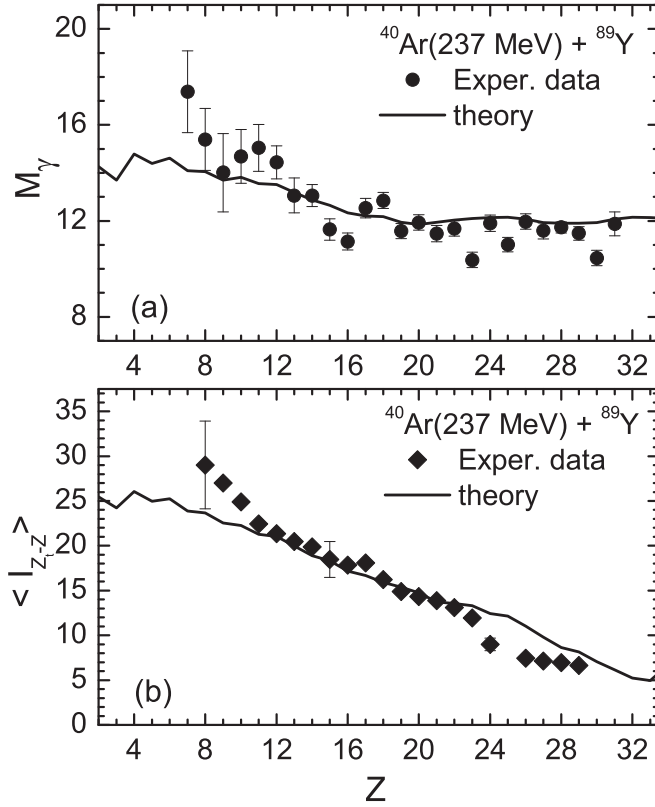 20
16
12
8
Mγ
⁴⁰Ar(237 MeV) + ⁸⁹Y
Exper. data
theory
(a)
4 8 12 16 20 24 28 32
35
30
25
20
15
10
5
0
< I_{Z_t-Z} >
⁴⁰Ar(237 MeV) + ⁸⁹Y
Exper. data
theory
(b)
4 8 12 16 20 24 28 32
Z